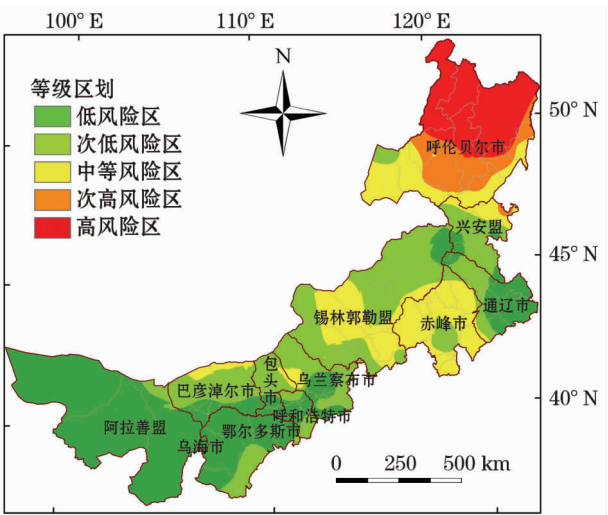 100° E
110° E
120° E
N
等级区划
低风险区
次低风险区
中等风险区
次高风险区
高风险区
50° N
呼伦贝尔市
兴安盟
45° N
通辽市
锡林郭勒盟
赤峰市
包头市
乌兰察布市
巴彦淖尔市
40° N
呼和浩特市
阿拉善盟
鄂尔多斯市
乌海市
0 250 500 km